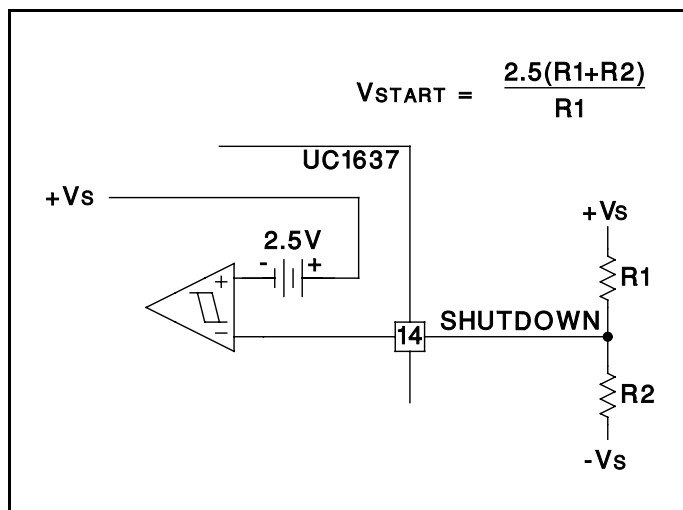 VSTART = 2.5(R1+R2)
R1
UC1637
+Vs
2.5V
- +
+Vs
+
R1
14 SHUTDOWN
−
R2
-Vs